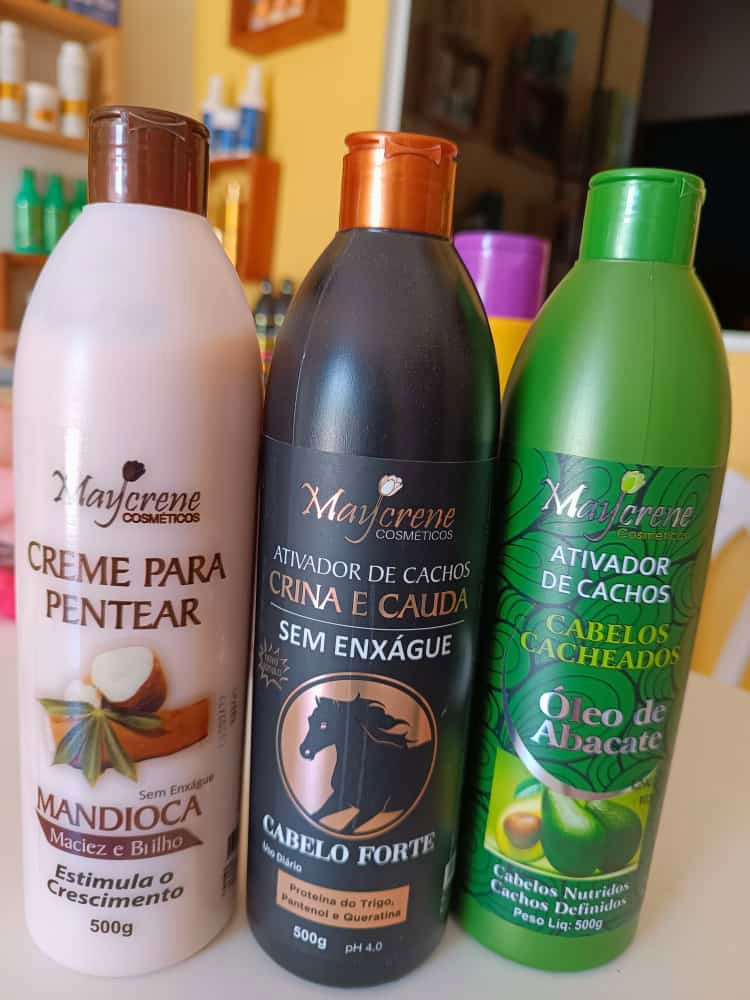 Maycrene
COSMÉTICOS
CREME PARA
PENTEAR
Sem Enxágue
MANDIOCA
Maciez e Brilho
Estimula o
Crescimento
500g
Maycrene
COSMÉTICOS
ATIVADOR DE CACHOS
CRINA E CAUDA
SEM ENXÁGUE
CABELO FORTE
Uso Diário
Proteína do Trigo,
Pantenol e Queratina
500g pH 4.0
Maycrene
Cosméticos
ATIVADOR
DE CACHOS
CABELOS
CACHEADOS
Óleo de
Abacate
Cabelos Nutridos
Cachos Definidos
Peso Liq: 500g